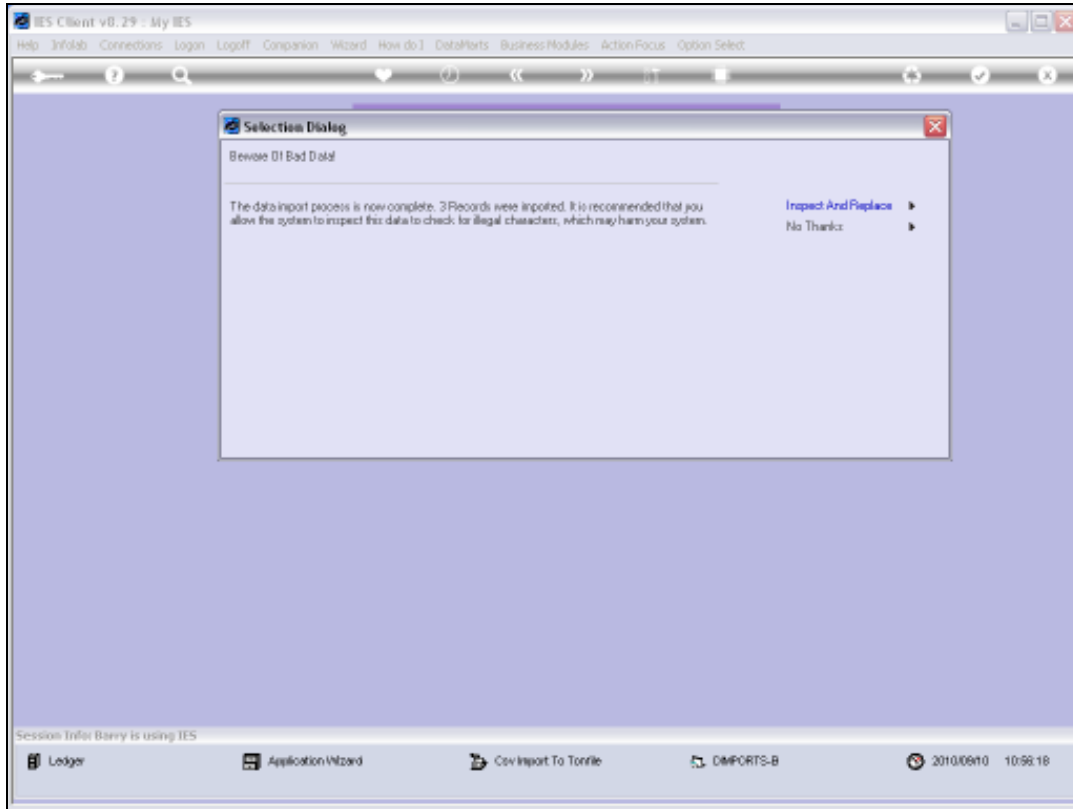 IES Client v8.29 : My IES
Help Infolab Connections Logon Logoff Companion Wizard How do I DataMarts Business Modules Action Focus Option Select
Selection Dialog
Beware Of Bad Data!
The data import process is now complete. 3 Records were imported. It is recommended that you
allow the system to inspect this data to check for illegal characters, which may harm your system.
Inspect And Replace
No Thanks
Session Info: Barry is using IES
Ledger Application Wizard Csv Import To Tomfile DIMPORTS-B 2010/09/10 10:56:18